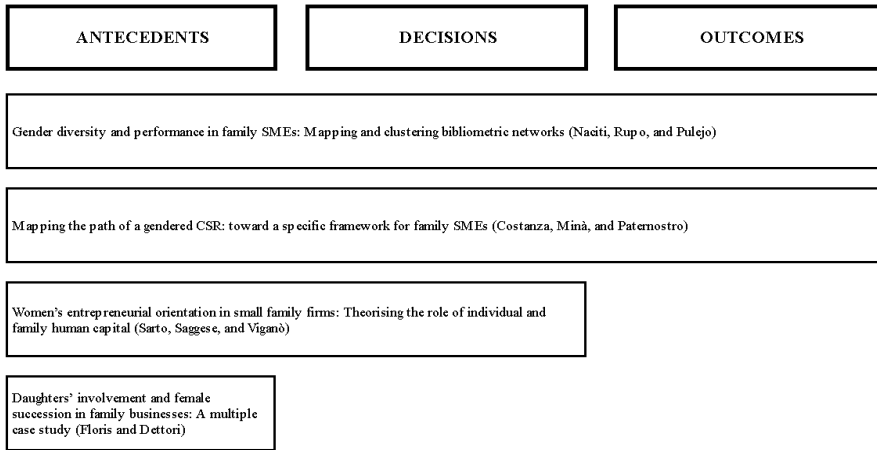 ANTECEDENTS
DECISIONS
OUTCOMES
Gender diversity and performance in family SMEs: Mapping and clustering bibliometric networks (Naciti, Rupo, and Pulejo)
Mapping the path of a gendered CSR: toward a specific framework for family SMEs (Costanza, Minà, and Paternostro)
Women’s entrepreneurial orientation in small family firms: Theorising the role of individual and
family human capital (Sarto, Saggese, and Viganò)
Daughters’ involvement and female
succession in family businesses: A multiple
case study (Floris and Dettori)